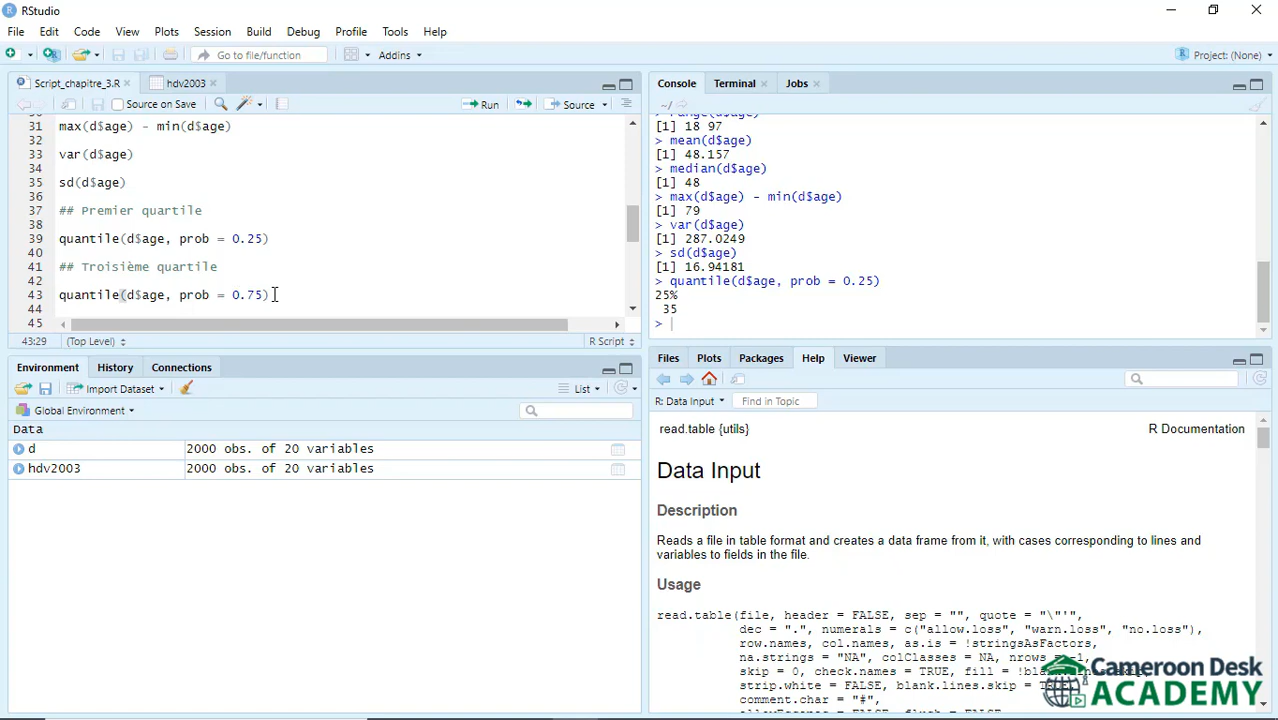 RStudio
File Edit Code View Plots Session Build Debug Profile Tools Help
Go to file/function Addins Project: (None)
Script_chapitre_3.R hdv2003
Source on Save Run Source
31 max(d$age) - min(d$age)
32
33 var(d$age)
34
35 sd(d$age)
36
37 ## Premier quartile
38
39 quantile(d$age, prob = 0.25)
40
41 ## Troisième quartile
42
43 quantile(d$age, prob = 0.75)
44
45
43:29 (Top Level) R Script
Console Terminal Jobs
~/
> range(d$age)
[1] 18 97
> mean(d$age)
[1] 48.157
> median(d$age)
[1] 48
> max(d$age) - min(d$age)
[1] 79
> var(d$age)
[1] 287.0249
> sd(d$age)
[1] 16.94181
> quantile(d$age, prob = 0.25)
25%
35
>
Environment History Connections
Import Dataset List
Global Environment
Data
d 2000 obs. of 20 variables
hdv2003 2000 obs. of 20 variables
Files Plots Packages Help Viewer
R: Data Input Find in Topic
read.table {utils} R Documentation
Data Input
Description
Reads a file in table format and creates a data frame from it, with cases corresponding to lines and
variables to fields in the file.
Usage
read.table(file, header = FALSE, sep = "", quote = "\"'",
dec = ".", numerals = c("allow.loss", "warn.loss", "no.loss"),
row.names, col.names, as.is = !stringsAsFactors,
na.strings = "NA", colClasses = NA, nrows = -1,
skip = 0, check.names = TRUE, fill =
strip.white = FALSE, blank.lines.skip =
comment.char = "#",
Cameroon Desk
ACADEMY